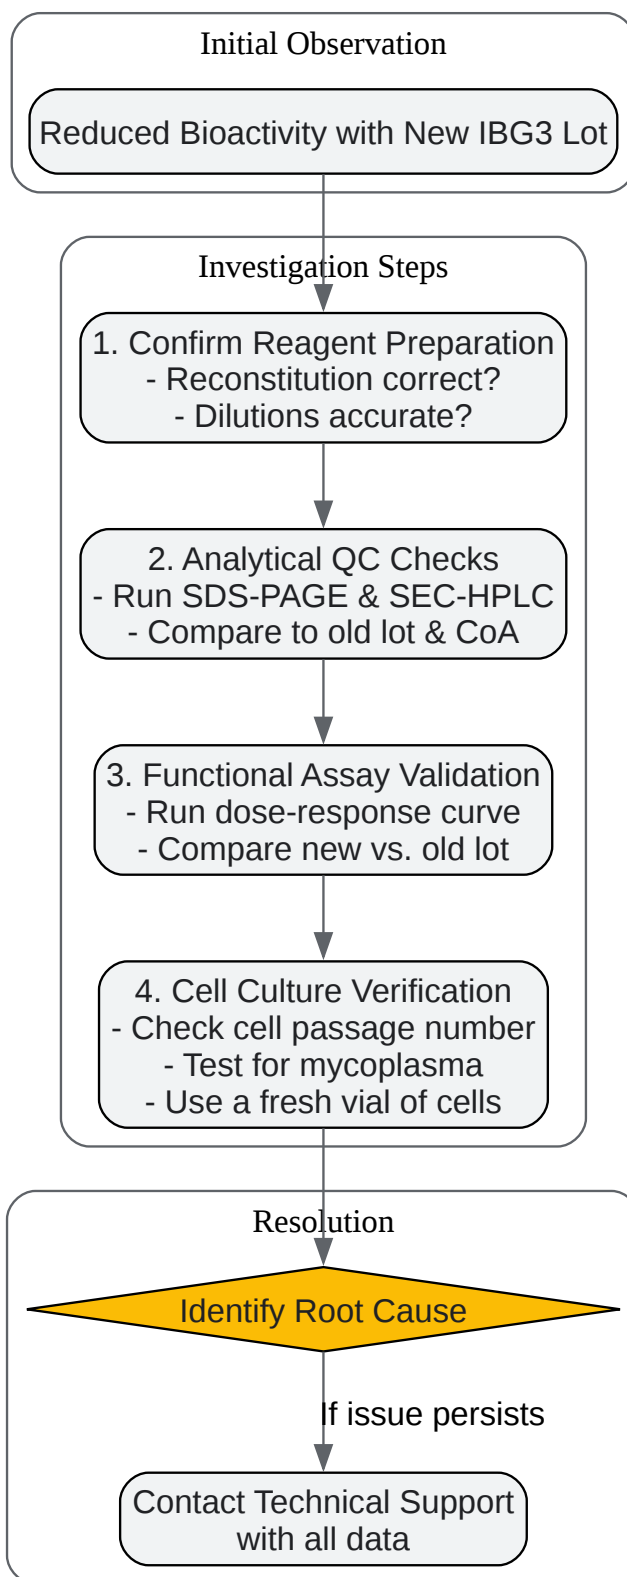 Initial Observation
Reduced Bioactivity with New IBG3 Lot
Investigation Steps
1. Confirm Reagent Preparation
- Reconstitution correct?
- Dilutions accurate?
2. Analytical QC Checks
- Run SDS-PAGE & SEC-HPLC
- Compare to old lot & CoA
3. Functional Assay Validation
- Run dose-response curve
- Compare new vs. old lot
4. Cell Culture Verification
- Check cell passage number
- Test for mycoplasma
- Use a fresh vial of cells
Resolution
Identify Root Cause
If issue persists
Contact Technical Support
with all data